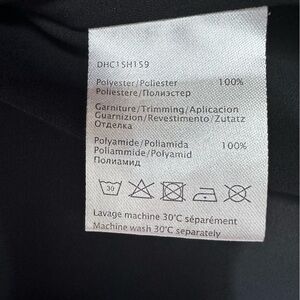 DHC15H159
Polyester/Poliester 100%
Poliestere/Полиэстер
Garniture/Trimming/Aplicacion
Guarnizion/Revestimento/Zutatz
Отделка
Polyamide/Poliamida 100%
Poliammide/Polyamid
Полиамид
30
Lavage machine 30°C séparément
Machine wash 30°C separately